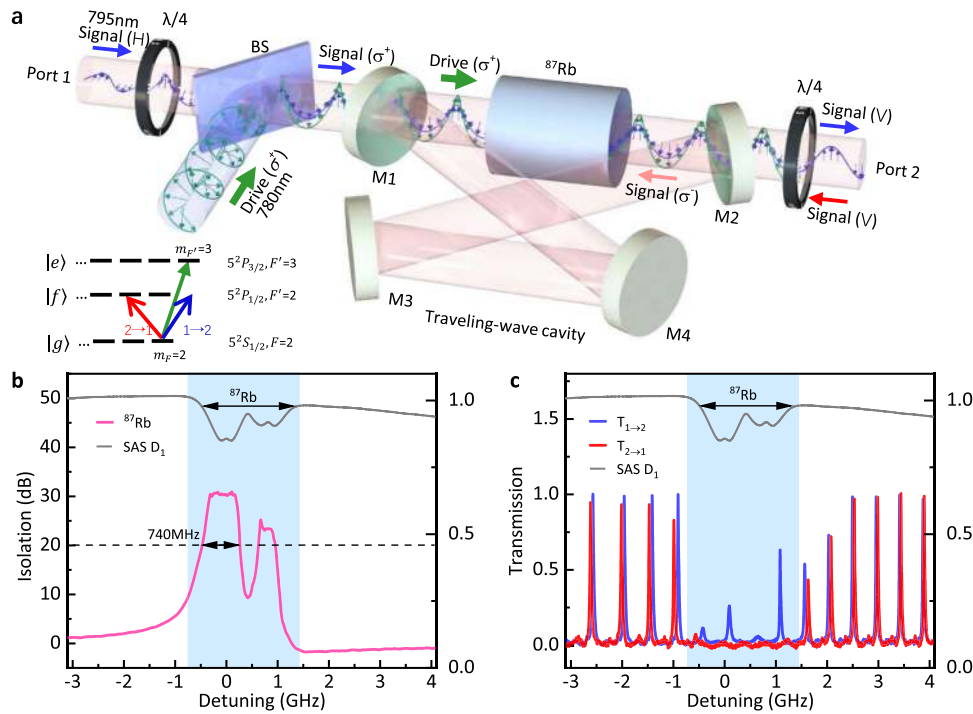 a
795nm
Signal (H)
λ/4
BS
Signal (σ⁺)
Drive (σ⁺)
⁸⁷Rb
λ/4
Signal (V)
Port 1
Port 2
Drive (σ⁺)
780nm
M1
Signal (σ⁻)
M2
Signal (V)
M3
M4
Traveling-wave cavity
m_F'=3
|e⟩ ...
5²P₃/₂, F'=3
|f⟩ ...
5²P₁/₂, F'=2
2→1
1→2
|g⟩ ...
5²S₁/₂, F=2
m_F=2
b
50
40
30
20
10
0
Isolation (dB)
⁸⁷Rb
⁸⁷Rb
SAS D₁
740MHz
1.0
0.5
0.0
-3
-2
-1
0
1
2
3
4
Detuning (GHz)
c
1.5
1.0
0.5
0.0
Transmission
⁸⁷Rb
T₁→₂
T₂→₁
SAS D₁
1.0
0.5
0.0
-3
-2
-1
0
1
2
3
4
Detuning (GHz)